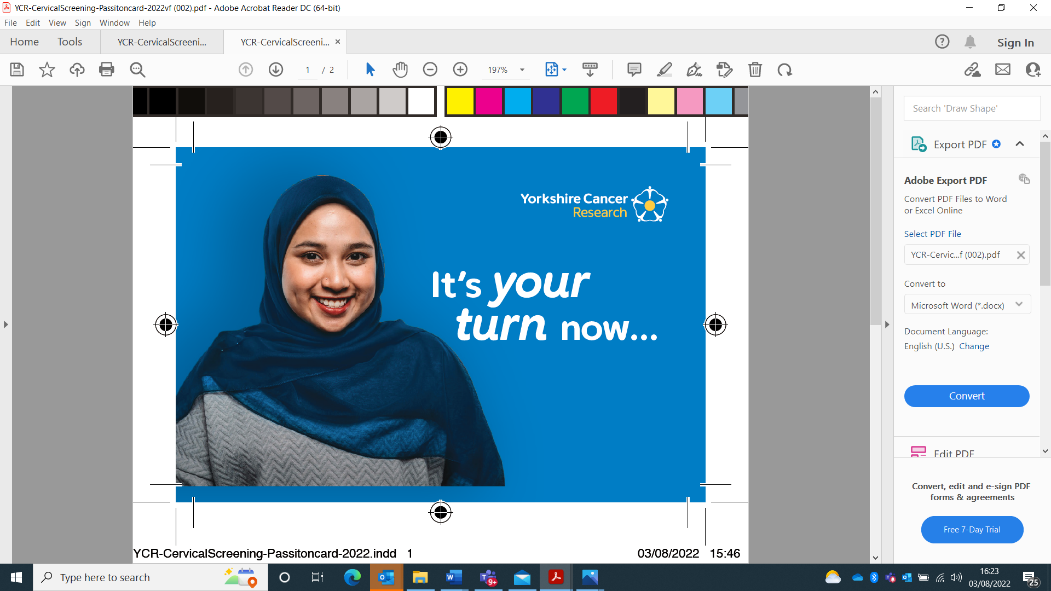 YCR-CervicalScreening-Passitoncard-2022vf (002).pdf - Adobe Acrobat Reader DC (64-bit)
File Edit View Sign Window Help
Home Tools YCR-CervicalScreeni... YCR-CervicalScreeni... × Sign In
1 / 2 197%
Search 'Draw Shape'
Export PDF
Adobe Export PDF
Convert PDF Files to Word
or Excel Online
Select PDF File
YCR-Cervic...f (002).pdf
Convert to
Microsoft Word (*.docx)
Document Language:
English (U.S.) Change
Convert
Edit PDF
Convert, edit and e-sign PDF
forms & agreements
Free 7-Day Trial
Yorkshire Cancer
Research
It's your
turn now...
YCR-CervicalScreening-Passitoncard-2022.indd 1 03/08/2022 15:46
Type here to search
9+
16:23
03/08/2022
25